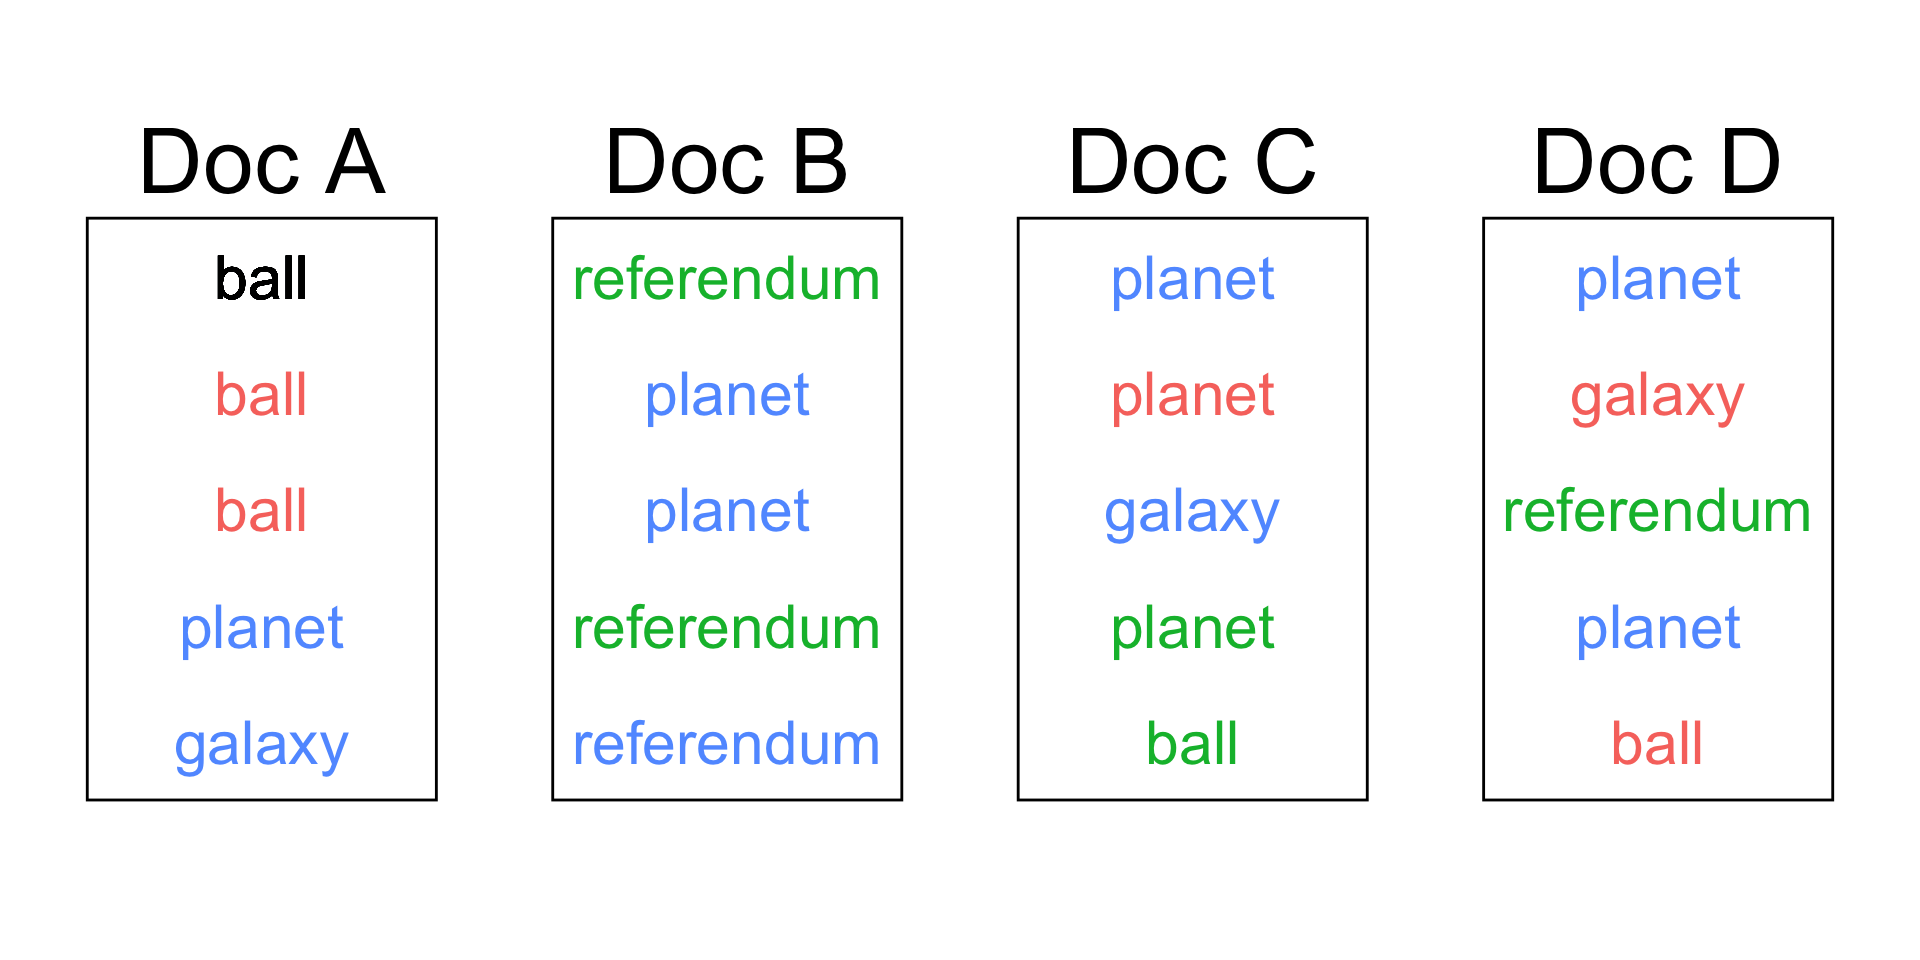 Doc A
ball
ball
ball
planet
galaxy
Doc B
referendum
planet
planet
referendum
referendum
Doc C
planet
planet
galaxy
planet
ball
Doc D
planet
galaxy
referendum
planet
ball